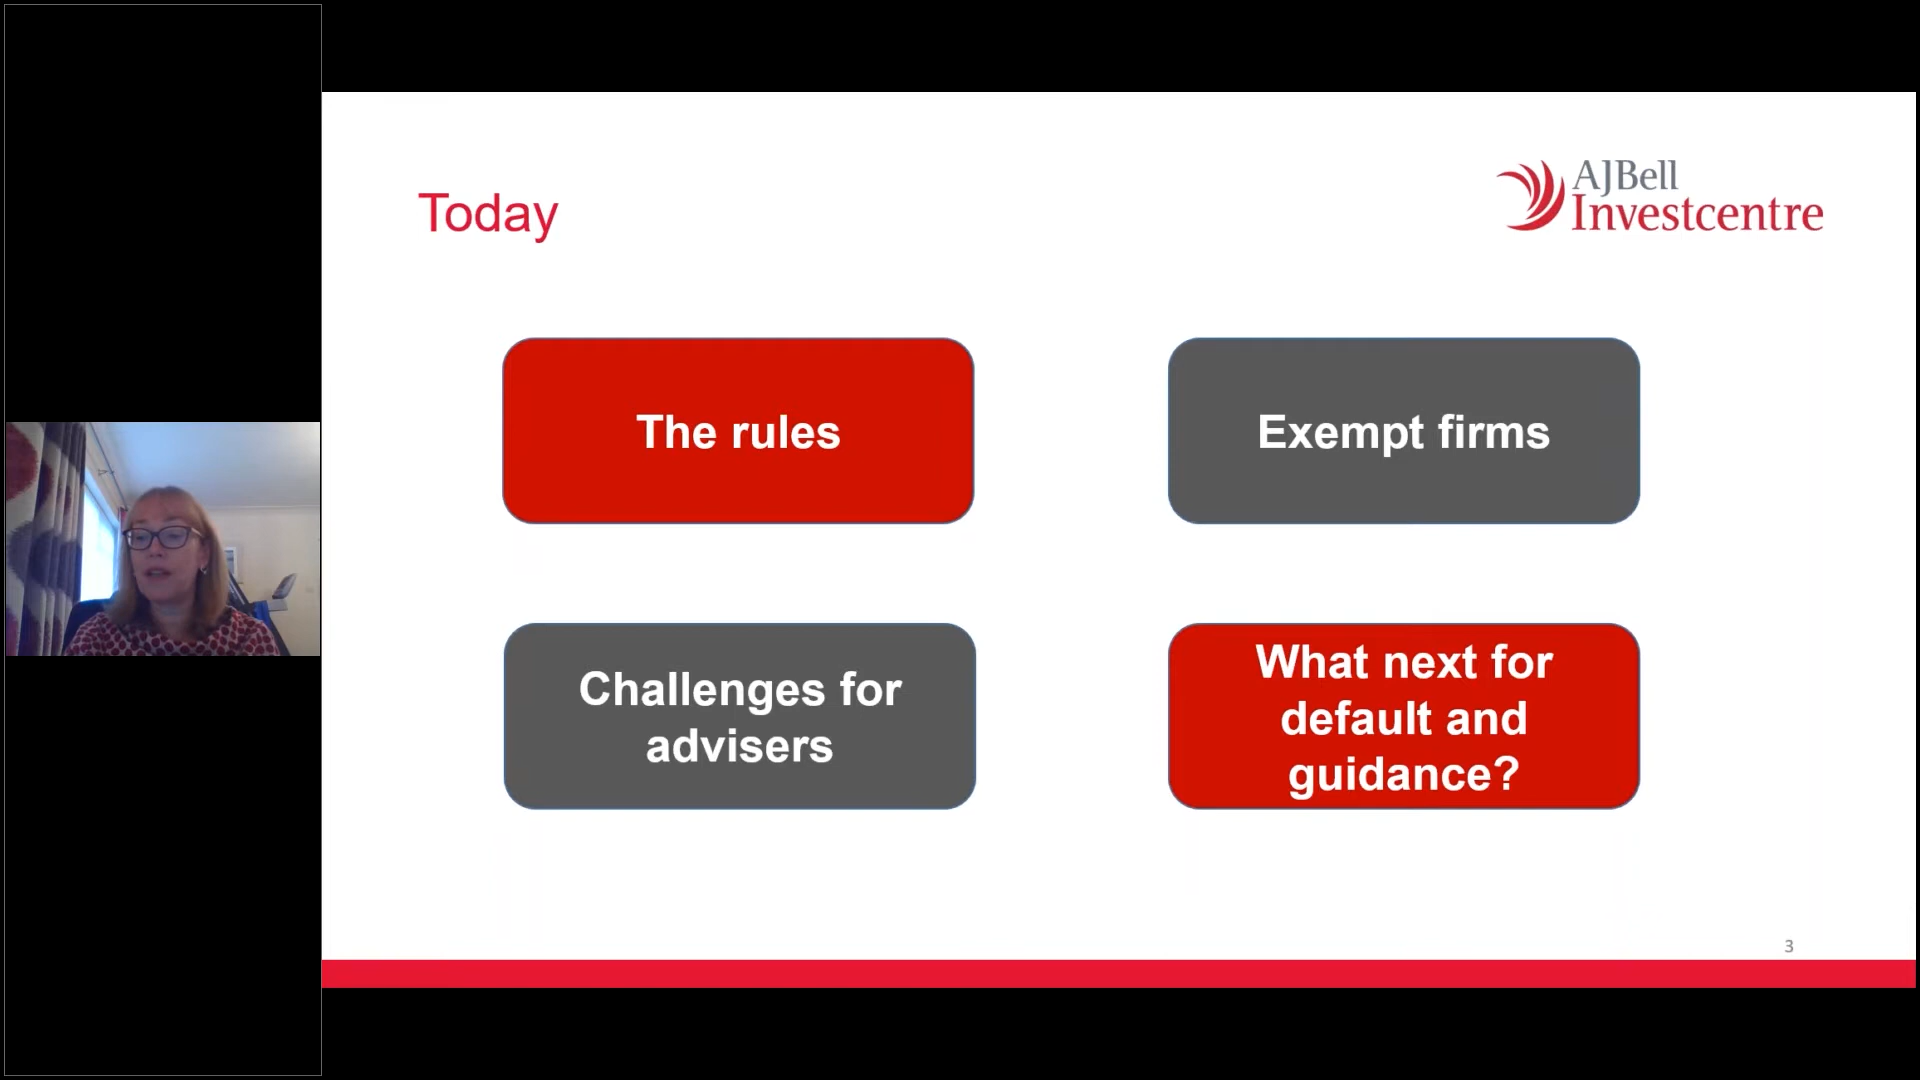 Today
AJBell
Investcentre
The rules
Exempt firms
Challenges for
advisers
What next for
default and
guidance?
3